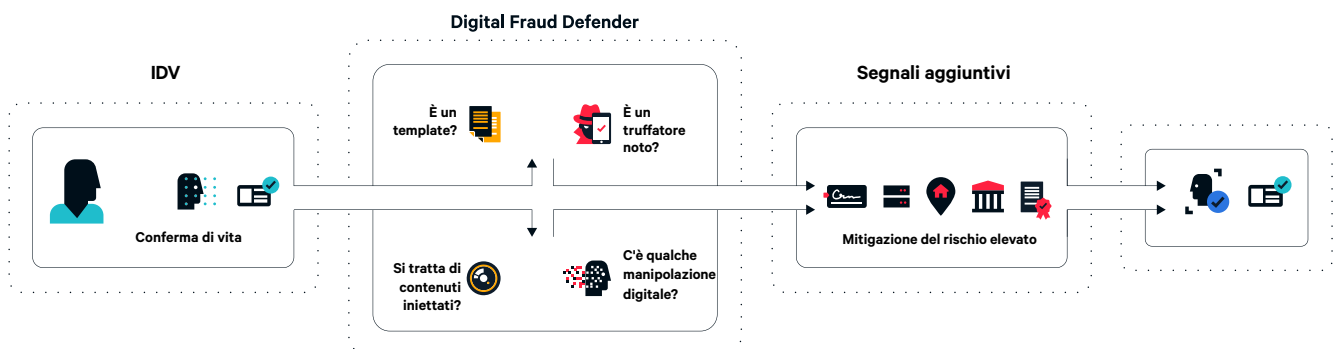 Digital Fraud Defender
IDV
Segnali aggiuntivi
È un
template?
È un
truffatore
noto?
Conferma di vita
Mitigazione del rischio elevato
Si tratta di
contenuti
iniettati?
C'è qualche
manipolazione
digitale?